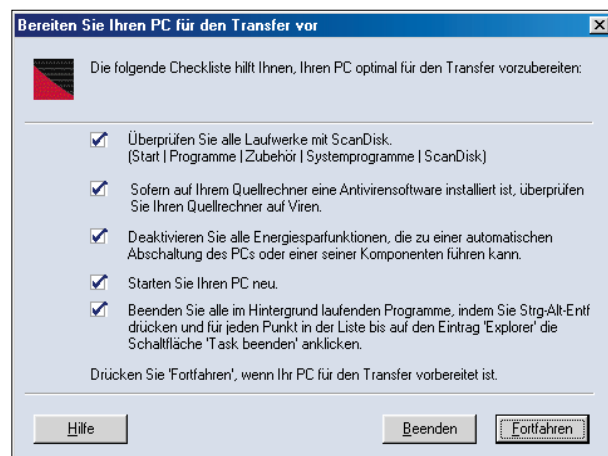 Bereiten Sie Ihren PC für den Transfer vor
Die folgende Checkliste hilft Ihnen, Ihren PC optimal für den Transfer vorzubereiten:
Überprüfen Sie alle Laufwerke mit ScanDisk.
(Start | Programme | Zubehör | Systemprogramme | ScanDisk)
Sofern auf Ihrem Quellrechner eine Antivirensoftware installiert ist, überprüfen
Sie Ihren Quellrechner auf Viren.
Deaktivieren Sie alle Energiesparfunktionen, die zu einer automatischen
Abschaltung des PCs oder einer seiner Komponenten führen kann.
Starten Sie Ihren PC neu.
Beenden Sie alle im Hintergrund laufenden Programme, indem Sie Strg-Alt-Entf
drücken und für jeden Punkt in der Liste bis auf den Eintrag 'Explorer' die
Schaltfläche 'Task beenden' anklicken.
Drücken Sie 'Fortfahren', wenn Ihr PC für den Transfer vorbereitet ist.
Hilfe
Beenden
Fortfahren